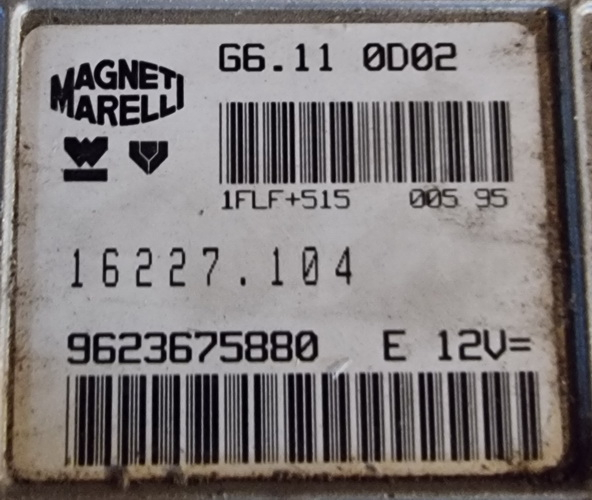 MAGNETI
MARELLI
G6.11 0D02
1FLF+515 005 95
16227.104
9623675880 E 12V=